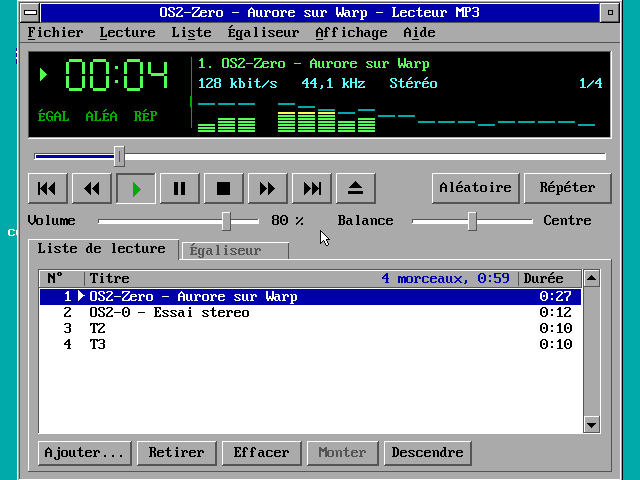 OS2-Zero - Aurore sur Warp - Lecteur MP3
Fichier Lecture Liste Égaliseur Affichage Aide
00:04
1. OS2-Zero - Aurore sur Warp
128 kbit/s 44,1 kHz Stéréo 1/4
ÉGAL ALÉA RÉP
Aléatoire Répéter
Volume 80 % Balance Centre
Liste de lecture Égaliseur
N° Titre 4 morceaux, 0:59 Durée
1 OS2-Zero - Aurore sur Warp 0:27
2 OS2-0 - Essai stereo 0:12
3 T2 0:10
4 T3 0:10
Ajouter... Retirer Effacer Monter Descendre